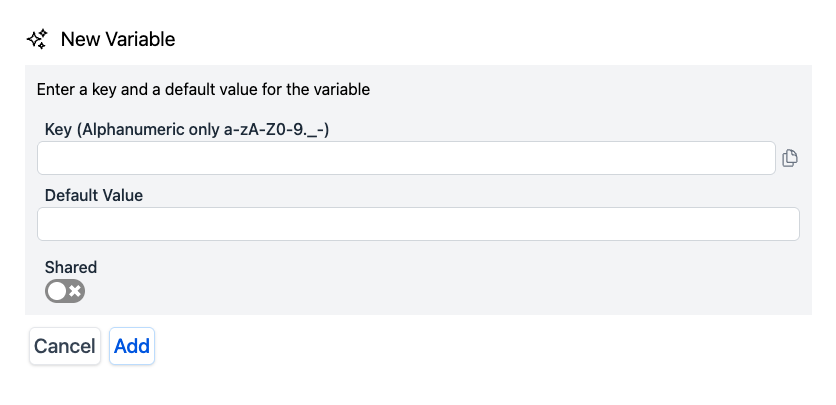 New Variable
Enter a key and a default value for the variable
Key (Alphanumeric only a-zA-Z0-9._-)
Default Value
Shared
Cancel Add